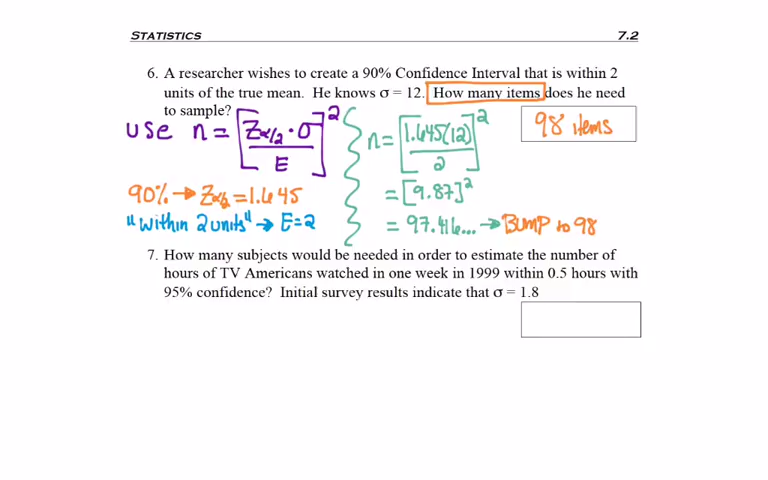 STATISTICS 7.2
6. A researcher wishes to create a 90% Confidence Interval that is within 2
units of the true mean. He knows σ = 12. How many items does he need
to sample?
98 items
use n = [Zα/2 · σ / E]²
n = [1.645(12) / 2]²
= [9.87]²
90% → Zα/2 = 1.645
"within 2 units" → E = 2
= 97.416... → Bump to 98
7. How many subjects would be needed in order to estimate the number of
hours of TV Americans watched in one week in 1999 within 0.5 hours with
95% confidence? Initial survey results indicate that σ = 1.8